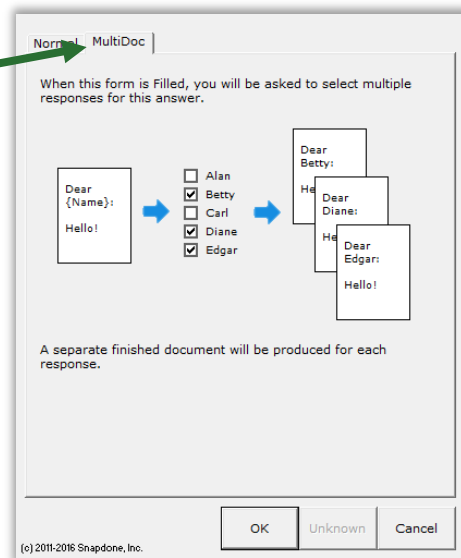 Normal MultiDoc
When this form is Filled, you will be asked to select multiple
responses for this answer.
Dear
{Name}:
Hello!
Alan
Betty
Carl
Diane
Edgar
Dear
Betty:
He
Dear
Diane:
He
Dear
Edgar:
Hello!
A separate finished document will be produced for each
response.
OK Unknown Cancel
(c) 2011-2016 Snapdone, Inc.